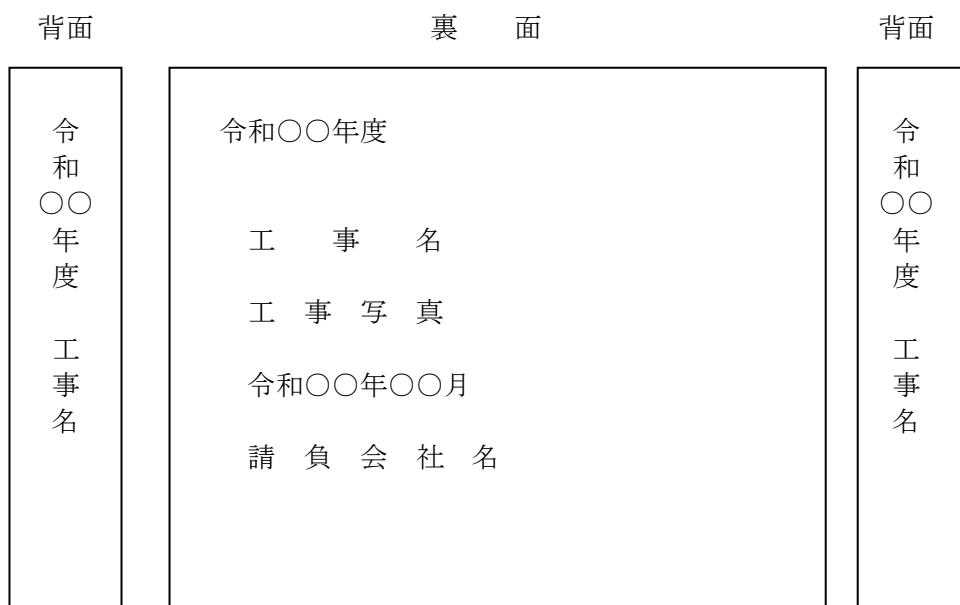 背面
令和○○年度　工事名
裏　面
令和○○年度
工　事　名
工　事　写　真
令和○○年○○月
請　負　会　社　名
背面
令和○○年度　工事名